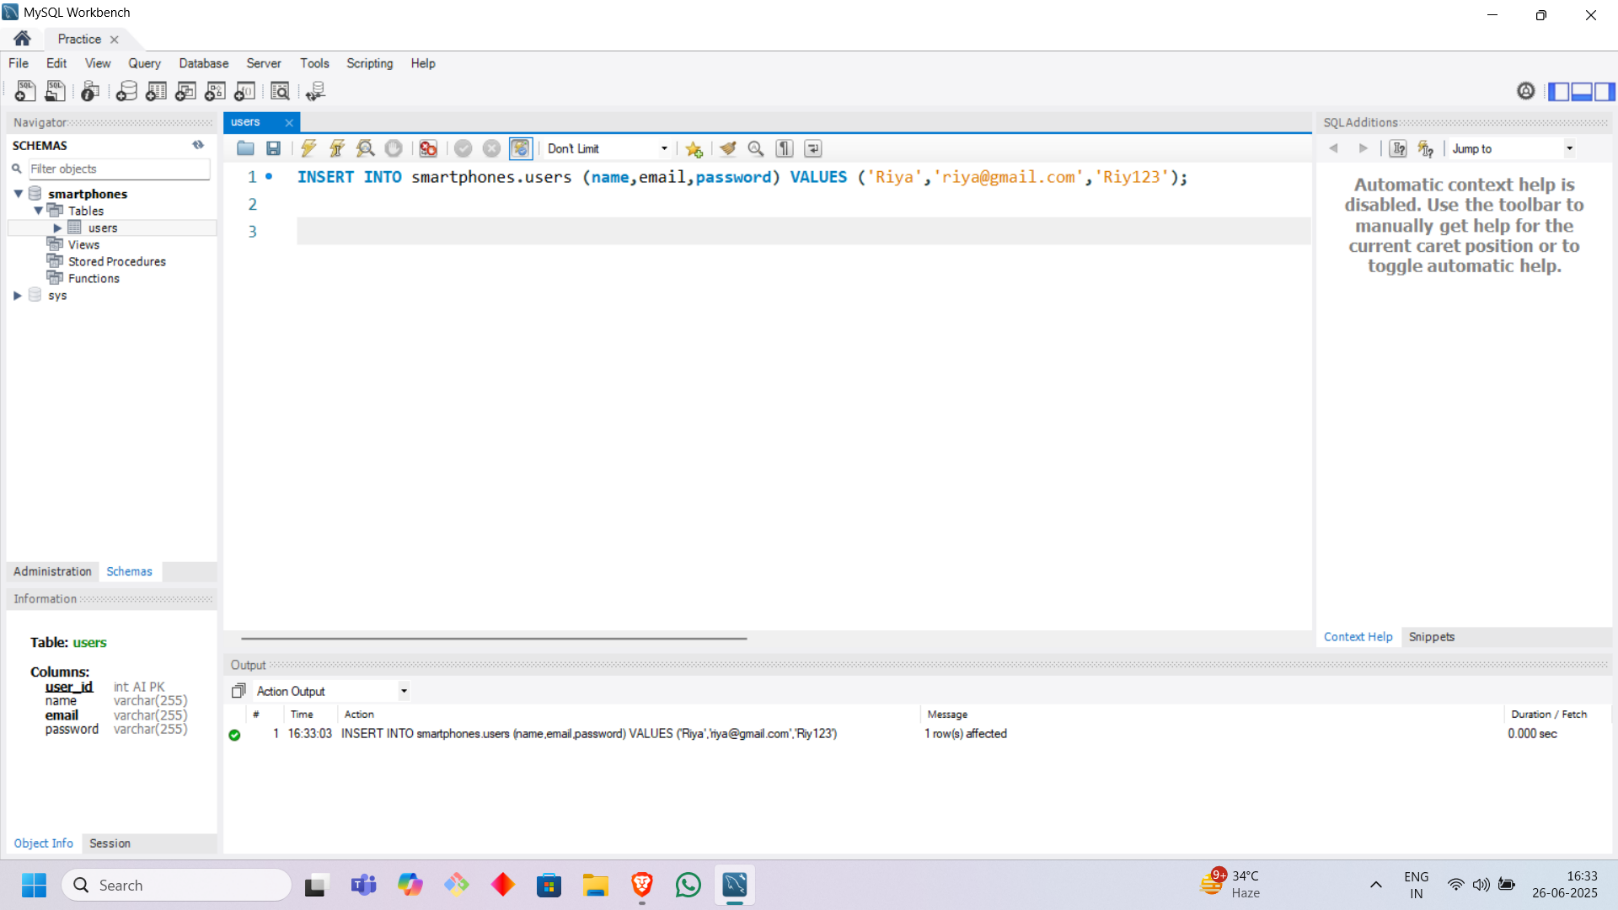 MySQL Workbench
Practice
File Edit View Query Database Server Tools Scripting Help
Navigator
SCHEMAS
Filter objects
smartphones
Tables
users
Views
Stored Procedures
Functions
sys
Administration Schemas
Information
Table: users
Columns:
user_id int AI PK
name varchar(255)
email varchar(255)
password varchar(255)
Object Info Session
users
Don't Limit
1 INSERT INTO smartphones.users (name,email,password) VALUES ('Riya','riya@gmail.com','Riy123');
2
3
Output
Action Output
# Time Action Message Duration / Fetch
1 16:33:03 INSERT INTO smartphones.users (name,email,password) VALUES ('Riya','riya@gmail.com','Riy123') 1 row(s) affected 0.000 sec
SQLAdditions
Jump to
Automatic context help is
disabled. Use the toolbar to
manually get help for the
current caret position or to
toggle automatic help.
Context Help Snippets
Search
9+
34°C
Haze
ENG
IN
16:33
26-06-2025